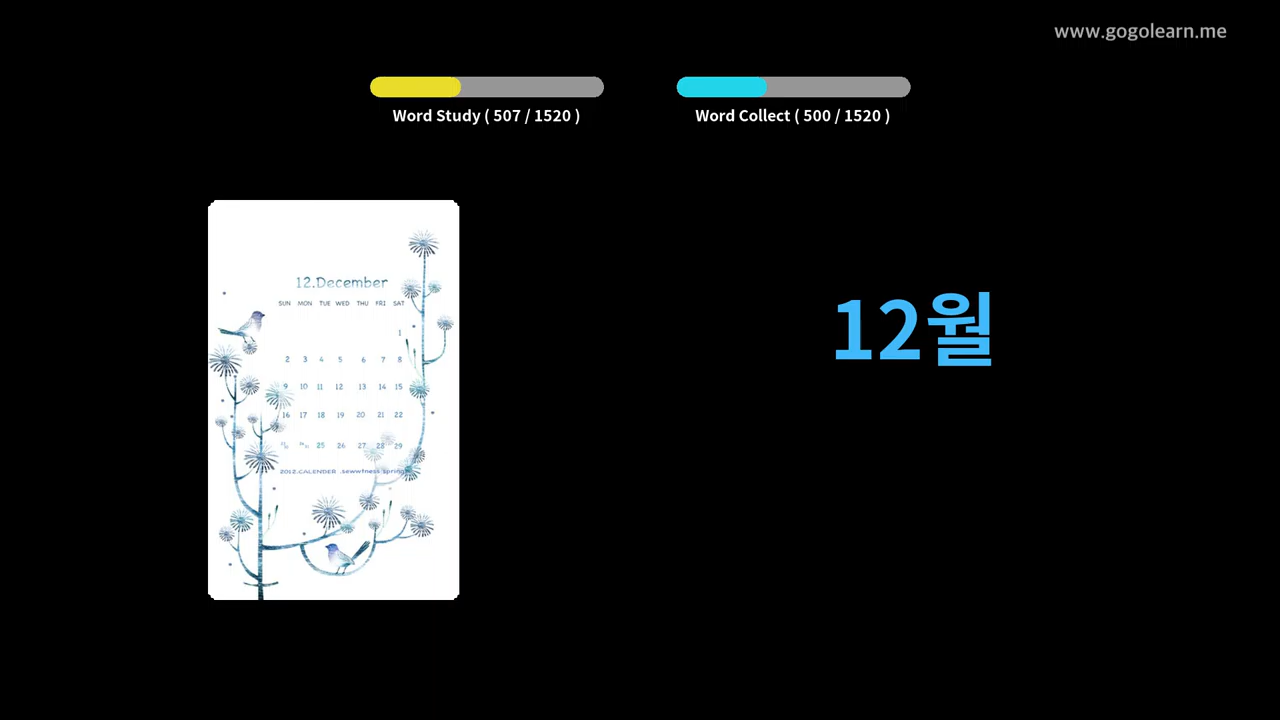 www.gogolearn.me
Word Study ( 507 / 1520 )
Word Collect ( 500 / 1520 )
12.December
SUN MON TUE WED THU FRI SAT
1
2 3 4 5 6 7 8
9 10 11 12 13 14 15
16 17 18 19 20 21 22
25 26 27 28 29
2012.CALENDER .sewwtness spring
12월